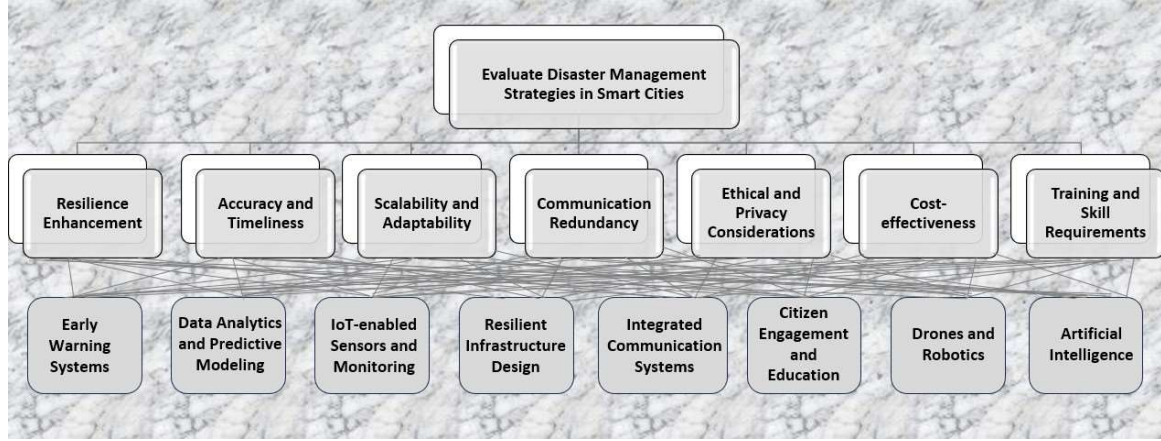 Evaluate Disaster Management
Strategies in Smart Cities
Resilience
Enhancement
Accuracy and
Timeliness
Scalability and
Adaptability
Communication
Redundancy
Ethical and
Privacy
Considerations
Cost-
effectiveness
Training and
Skill
Requirements
Early
Warning
Systems
Data Analytics
and Predictive
Modeling
IoT-enabled
Sensors and
Monitoring
Resilient
Infrastructure
Design
Integrated
Communication
Systems
Citizen
Engagement
and
Education
Drones and
Robotics
Artificial
Intelligence